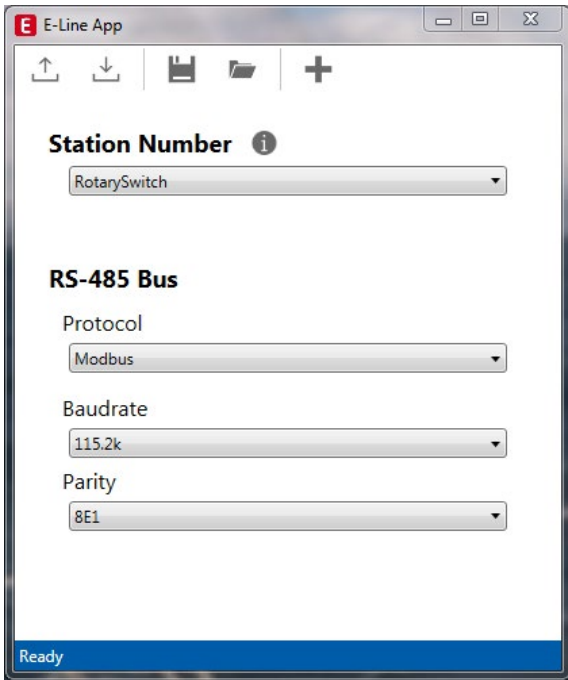 E E-Line App
Station Number i
RotarySwitch
RS-485 Bus
Protocol
Modbus
Baudrate
115.2k
Parity
8E1
Ready